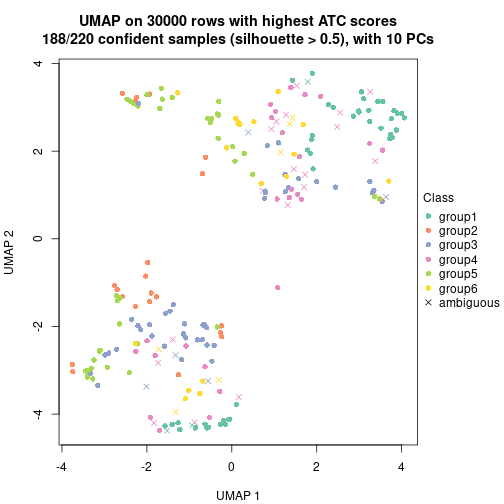 UMAP on 30000 rows with highest ATC scores
188/220 confident samples (silhouette > 0.5), with 10 PCs
4
2
0
-2
-4
UMAP 2
-4
-2
0
2
4
UMAP 1
Class
group1
group2
group3
group4
group5
group6
ambiguous